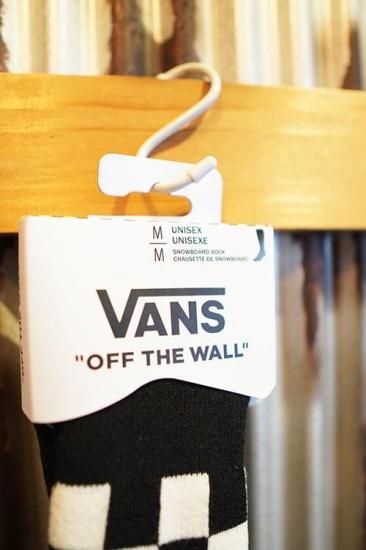 M UNISEX
M UNISEXE
SNOWBOARD SOCK
CHAUSETTE DE SNOWBOARD
VANS
"OFF THE WALL"